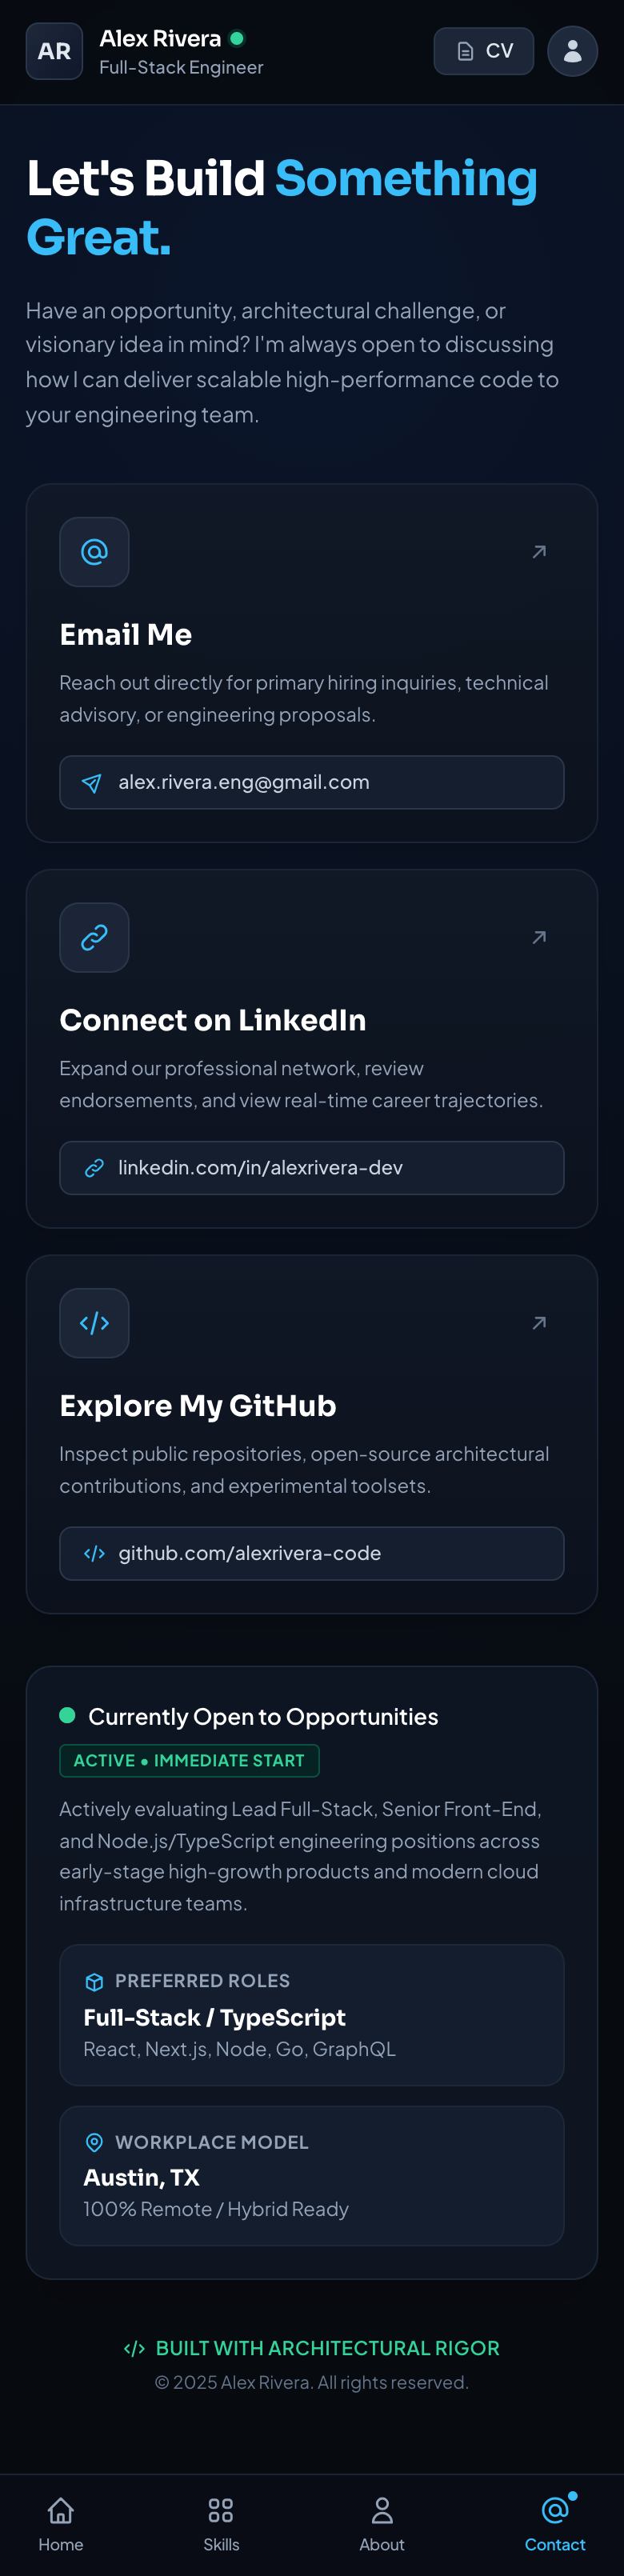 AR
Alex Rivera
Full-Stack Engineer
CV
Let's Build Something
Great.
Have an opportunity, architectural challenge, or
visionary idea in mind? I'm always open to discussing
how I can deliver scalable high-performance code to
your engineering team.
Email Me
Reach out directly for primary hiring inquiries, technical
advisory, or engineering proposals.
alex.rivera.eng@gmail.com
Connect on LinkedIn
Expand our professional network, review
endorsements, and view real-time career trajectories.
linkedin.com/in/alexrivera-dev
Explore My GitHub
Inspect public repositories, open-source architectural
contributions, and experimental toolsets.
github.com/alexrivera-code
Currently Open to Opportunities
ACTIVE • IMMEDIATE START
Actively evaluating Lead Full-Stack, Senior Front-End,
and Node.js/TypeScript engineering positions across
early-stage high-growth products and modern cloud
infrastructure teams.
PREFERRED ROLES
Full-Stack / TypeScript
React, Next.js, Node, Go, GraphQL
WORKPLACE MODEL
Austin, TX
100% Remote / Hybrid Ready
BUILT WITH ARCHITECTURAL RIGOR
© 2025 Alex Rivera. All rights reserved.
Home
Skills
About
Contact